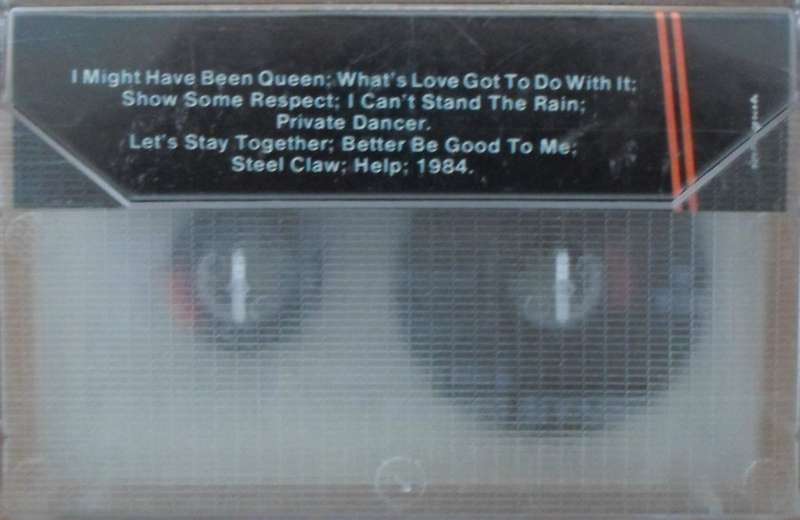 I Might Have Been Queen; What's Love Got To Do With It;
Show Some Respect; I Can't Stand The Rain;
Private Dancer.
Let's Stay Together; Better Be Good To Me;
Steel Claw; Help; 1984.